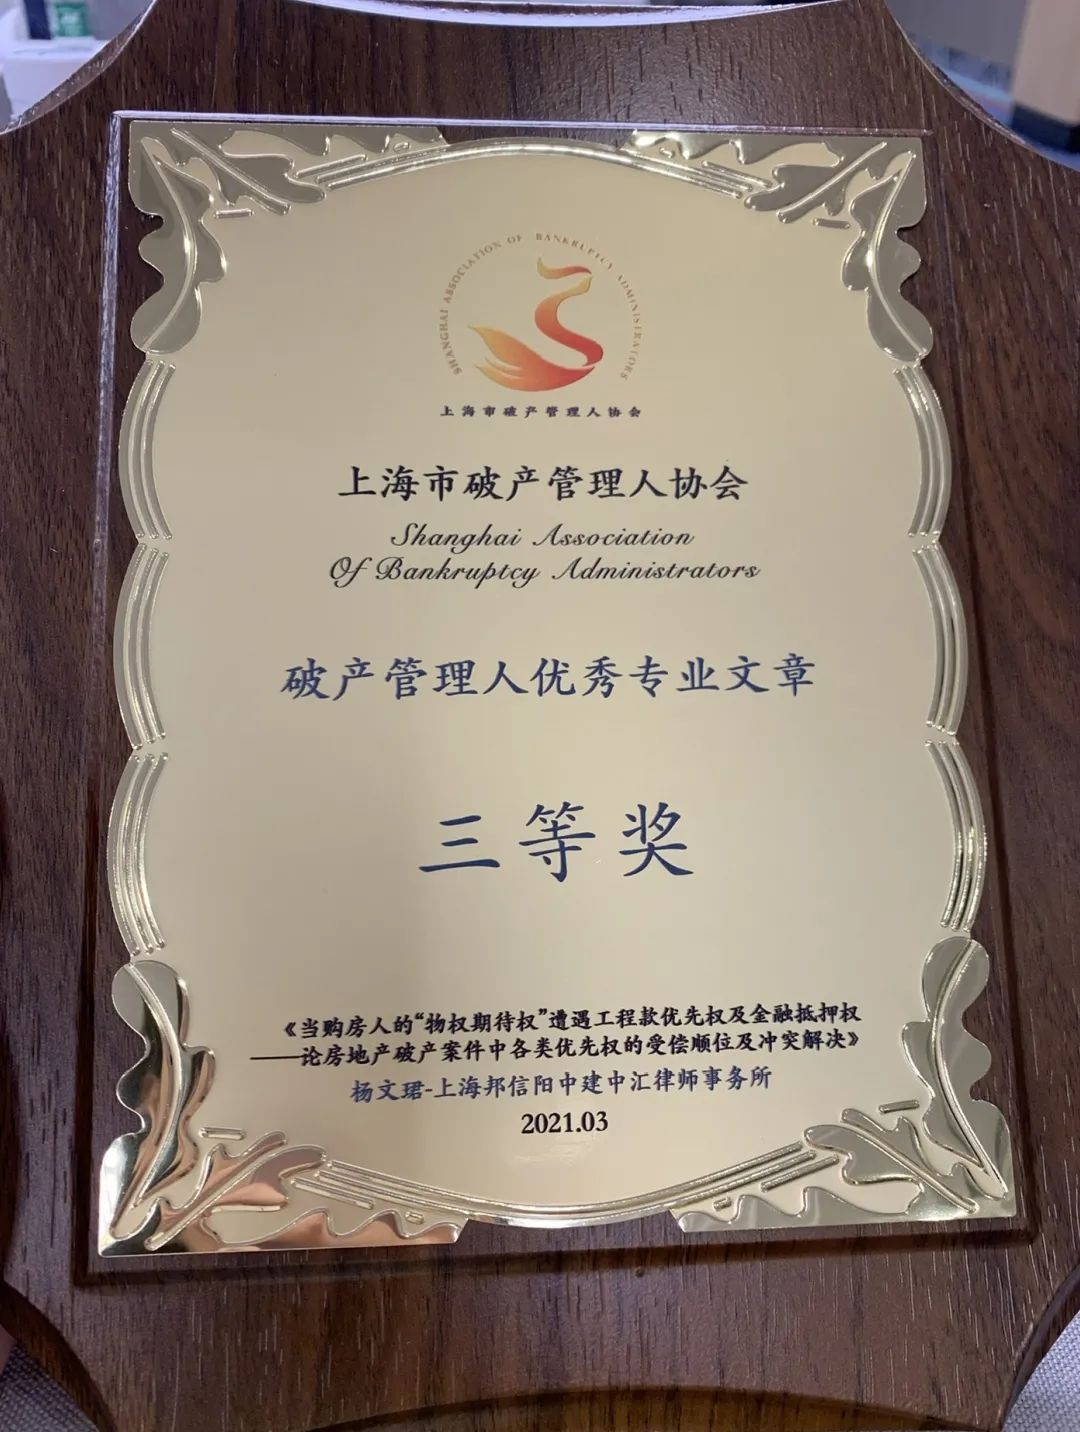 SHANGHAI ASSOCIATION OF BANKRUPTCY ADMINISTRATORS
上海市破产管理人协会
上海市破产管理人协会
Shanghai Association
Of Bankruptcy Administrators
破产管理人优秀专业文章
三等奖
《当购房人的“物权期待权”遭遇工程款优先权及金融抵押权
——论房地产破产案件中各类优先权的受偿顺位及冲突解决》
杨文珺-上海邦信阳中建中汇律师事务所
2021.03